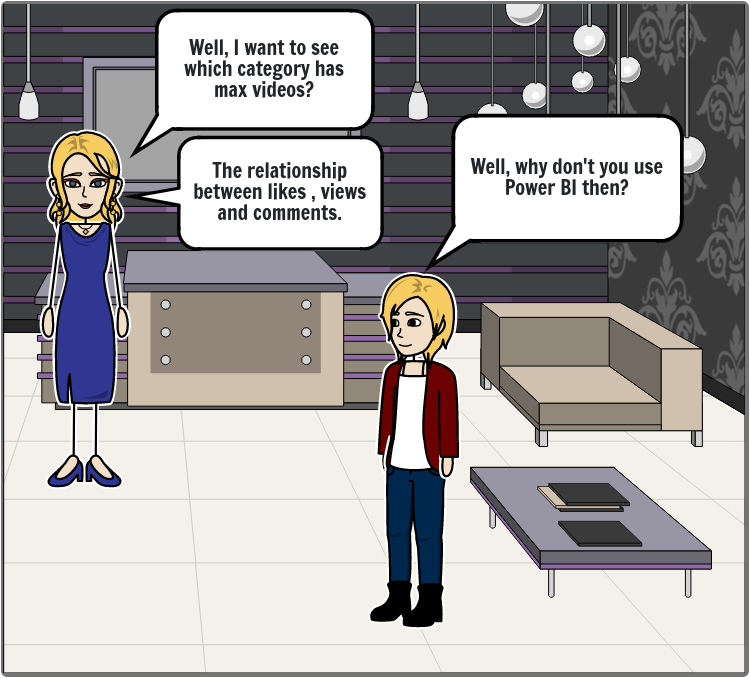 Well, I want to see
which category has
max videos?
The relationship
between likes , views
and comments.
Well, why don't you use
Power BI then?